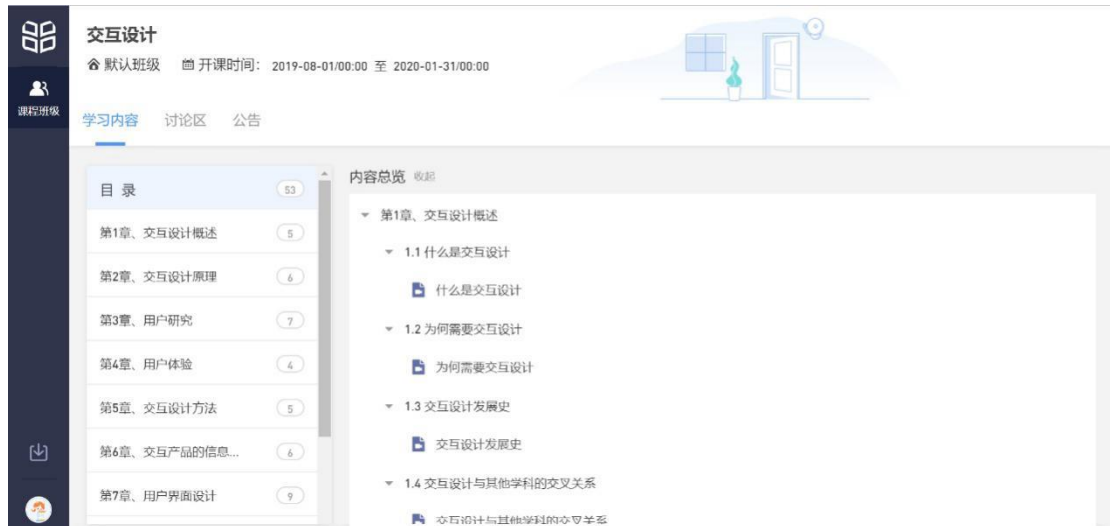 交互设计
默认班级 开课时间: 2019-08-01/00:00 至 2020-01-31/00:00
课程班级
学习内容 讨论区 公告
目 录 53
第1章、交互设计概述 5
第2章、交互设计原理 6
第3章、用户研究 7
第4章、用户体验 4
第5章、交互设计方法 5
第6章、交互产品的信息... 6
第7章、用户界面设计 9
内容总览 收起
第1章、交互设计概述
1.1 什么是交互设计
什么是交互设计
1.2 为何需要交互设计
为何需要交互设计
1.3 交互设计发展史
交互设计发展史
1.4 交互设计与其他学科的交叉关系
交互设计与其他学科的交叉关系